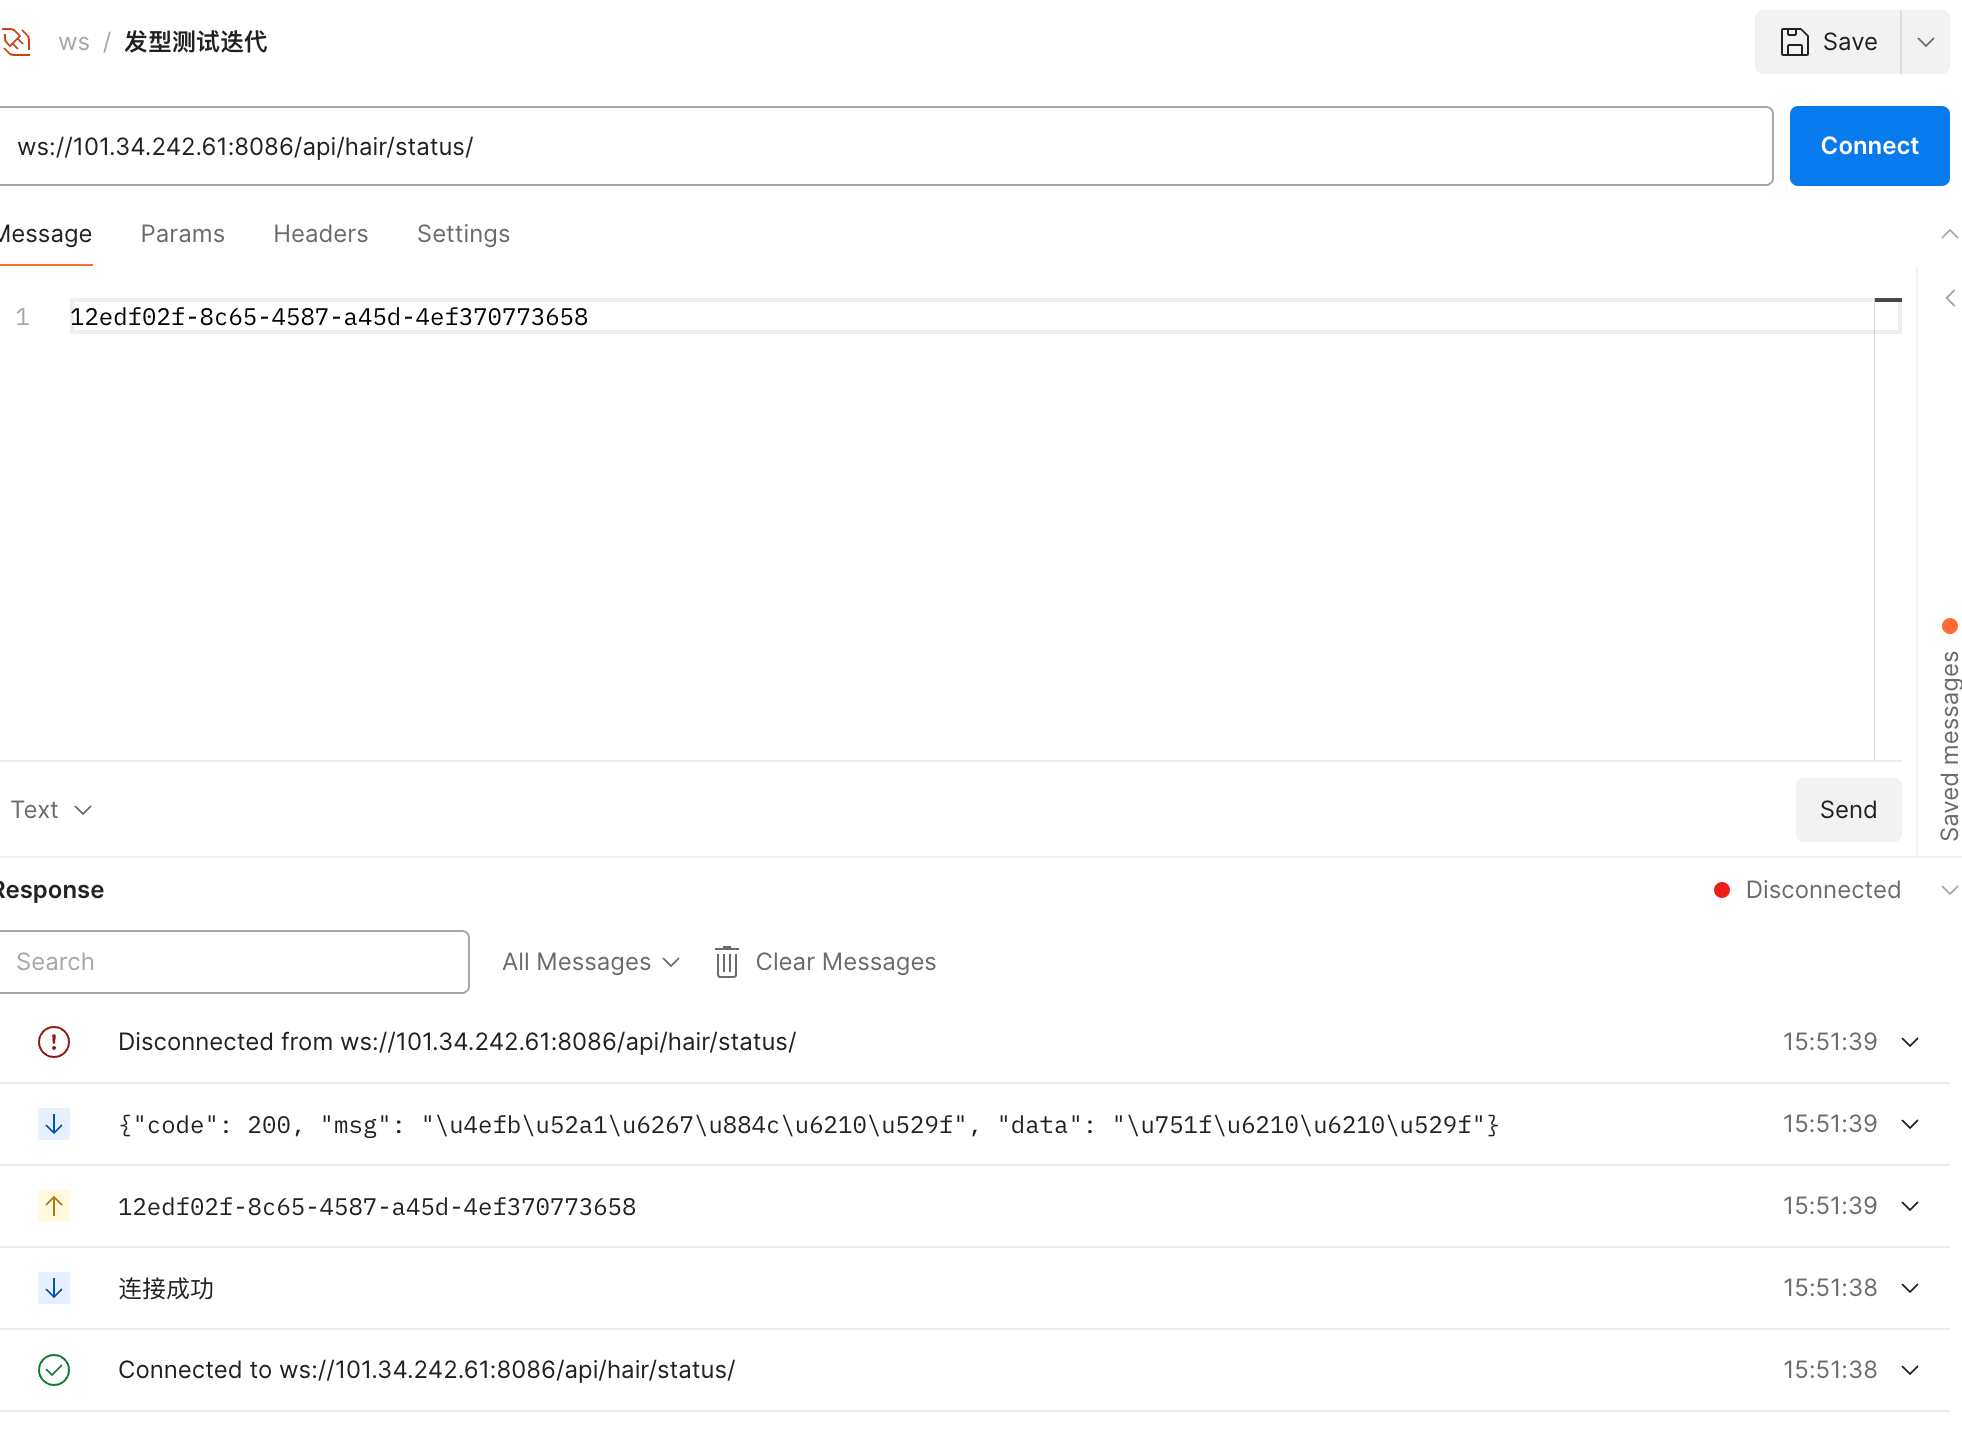 ws / 发型测试迭代
Save
ws://101.34.242.61:8086/api/hair/status/
Connect
Message Params Headers Settings
1 12edf02f-8c65-4587-a45d-4ef370773658
Saved messages
Text
Send
Response
Disconnected
Search
All Messages
Clear Messages
Disconnected from ws://101.34.242.61:8086/api/hair/status/ 15:51:39
{"code": 200, "msg": "\u4efb\u52a1\u6267\u884c\u6210\u529f", "data": "\u751f\u6210\u6210\u529f"} 15:51:39
12edf02f-8c65-4587-a45d-4ef370773658 15:51:39
连接成功 15:51:38
Connected to ws://101.34.242.61:8086/api/hair/status/ 15:51:38